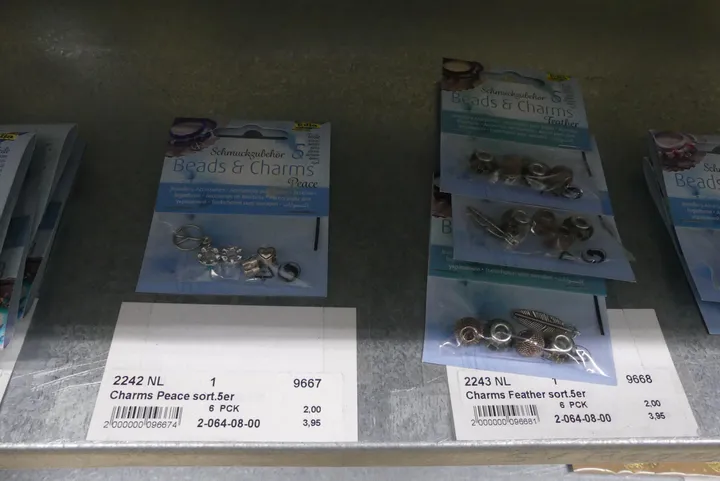 Schmuckzubehör
Beads & Charms
Peace
Schmuckzubehör
Beads & Charms
feather
Beads
2242 NL 1 9667
Charms Peace sort.5er
6 PCK 2,00
2 000000 096674 2-064-08-00 3,95
2243 NL 1 9668
Charms Feather sort.5er
6 PCK 2,00
2 000000 096681 2-064-08-00 3,95